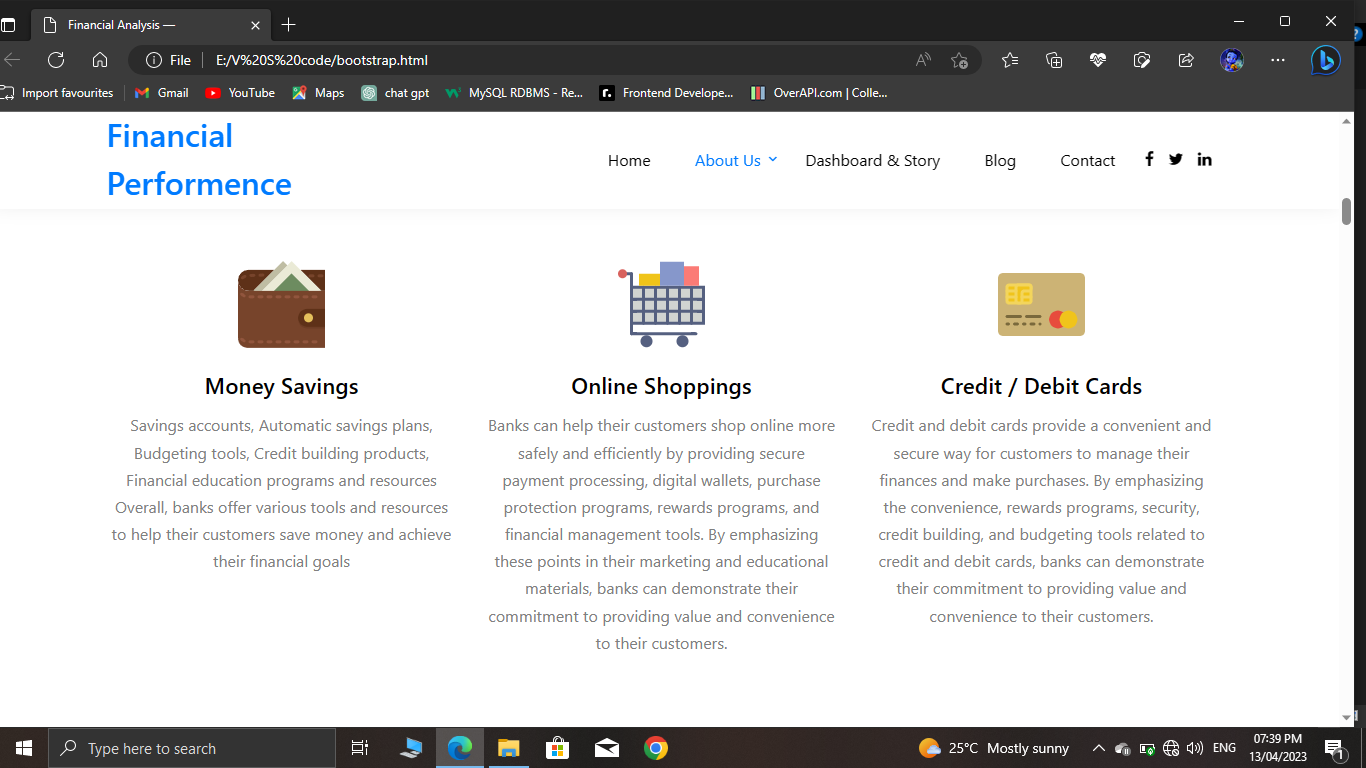 Financial Analysis —
File
E:/V%20S%20code/bootstrap.html
Import favourites
Gmail
YouTube
Maps
chat gpt
MySQL RDBMS - Re...
Frontend Develope...
OverAPI.com | Colle...
Financial
Performence
Home
About Us
Dashboard & Story
Blog
Contact
Money Savings
Savings accounts, Automatic savings plans,
Budgeting tools, Credit building products,
Financial education programs and resources
Overall, banks offer various tools and resources
to help their customers save money and achieve
their financial goals
Online Shoppings
Banks can help their customers shop online more
safely and efficiently by providing secure
payment processing, digital wallets, purchase
protection programs, rewards programs, and
financial management tools. By emphasizing
these points in their marketing and educational
materials, banks can demonstrate their
commitment to providing value and convenience
to their customers.
Credit / Debit Cards
Credit and debit cards provide a convenient and
secure way for customers to manage their
finances and make purchases. By emphasizing
the convenience, rewards programs, security,
credit building, and budgeting tools related to
credit and debit cards, banks can demonstrate
their commitment to providing value and
convenience to their customers.
Type here to search
25°C Mostly sunny
ENG
07:39 PM
13/04/2023
1